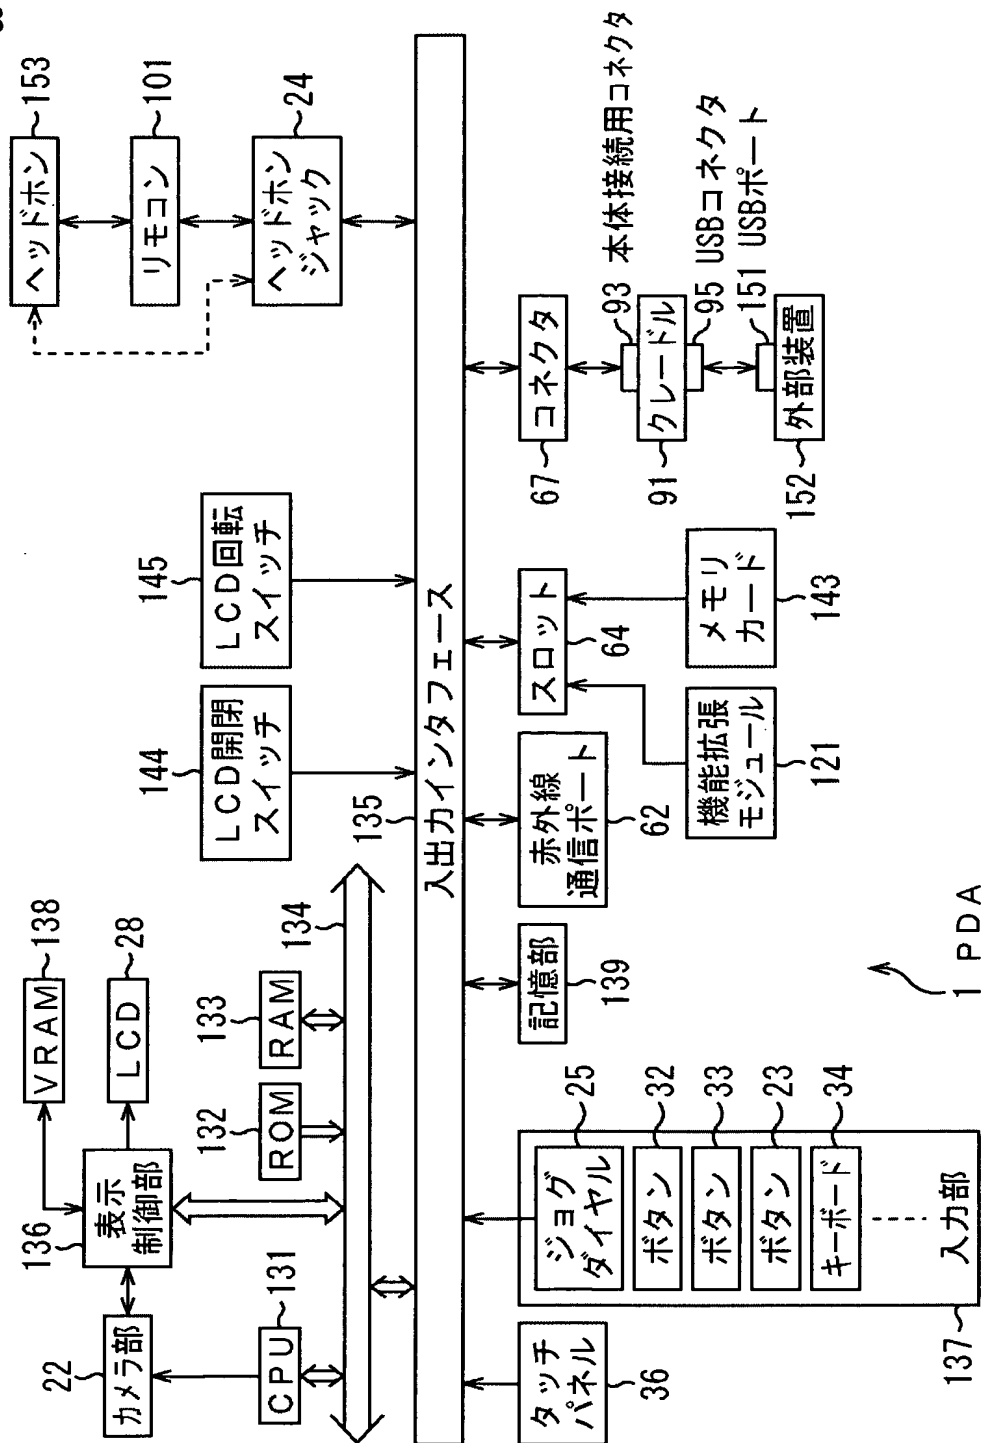 22
カメラ部
136
表示
制御部
VRAM
138
LCD
28
CPU
131
132
ROM
133
RAM
134
144
LCD開閉
スイッチ
145
LCD回転
スイッチ
ヘッドホン
153
リモコン
101
ヘッドホン
ジャック
24
135
入出力インタフェース
タッチ
パネル
36
ジョグ
ダイヤル
25
ボタン
32
ボタン
33
ボタン
23
キーボード
34
入力部
137
記憶部
139
赤外線
通信ポート
62
スロット
64
機能拡張
モジュール
121
メモリ
カード
143
コネクタ
67
93 本体接続用コネクタ
クレードル
91
95 USBコネクタ
151 USBポート
外部装置
152
1 PDA